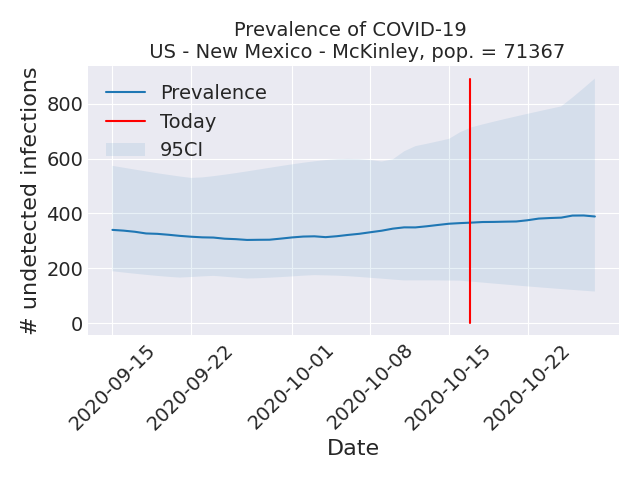 Prevalence of COVID-19
US - New Mexico - McKinley, pop. = 71367
# undetected infections
800
600
400
200
0
Prevalence
Today
95CI
2020-09-15
2020-09-22
2020-10-01
2020-10-08
2020-10-15
2020-10-22
Date